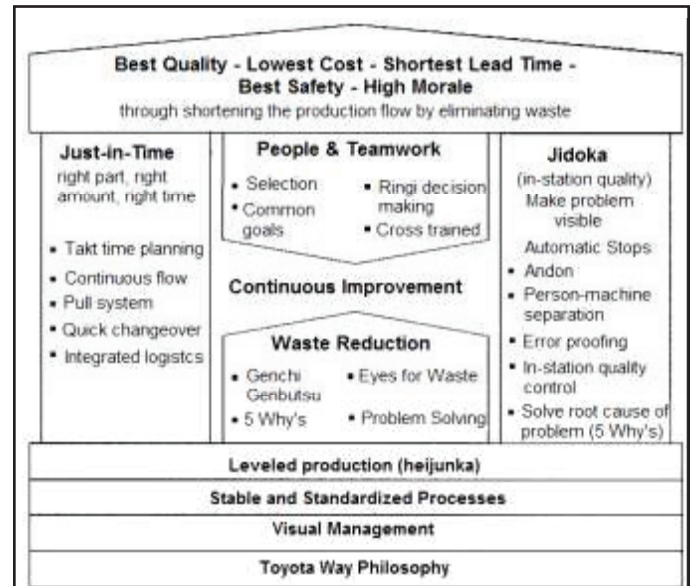 Best Quality - Lowest Cost - Shortest Lead Time -
Best Safety - High Morale
through shortening the production flow by eliminating waste
Just-in-Time
right part, right
amount, right time
▪ Takt time planning
▪ Continuous flow
▪ Pull system
▪ Quick changeover
▪ Integrated logistcs
People & Teamwork
▪ Selection
▪ Common
goals
▪ Ringi decision
making
▪ Cross trained
Continuous Improvement
Waste Reduction
▪ Genchi
Genbutsu
▪ 5 Why's
▪ Eyes for Waste
▪ Problem Solving
Jidoka
(in-station quality)
Make problem
visible
Automatic Stops
▪ Andon
▪ Person-machine
separation
▪ Error proofing
▪ In-station quality
control
▪ Solve root cause of
problem (5 Why's)
Leveled production (heijunka)
Stable and Standardized Processes
Visual Management
Toyota Way Philosophy